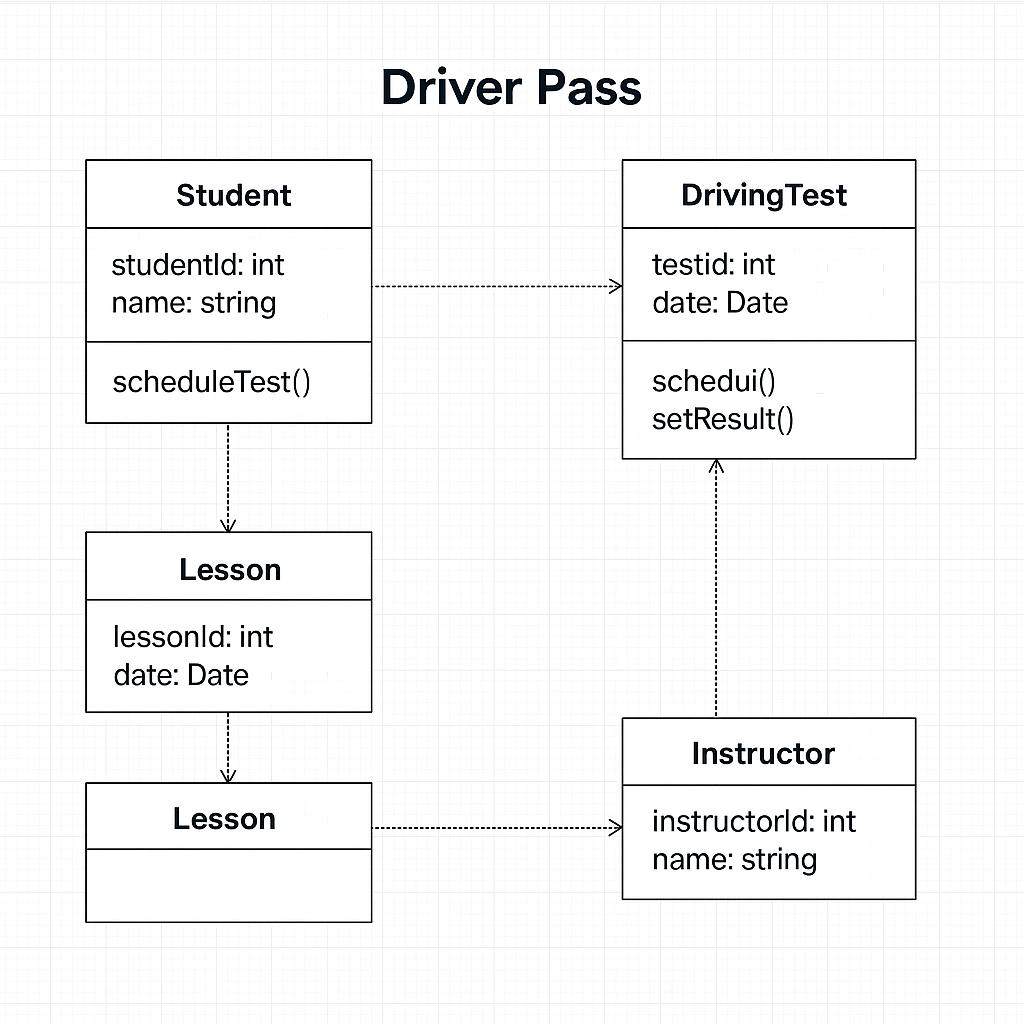 Driver Pass
Student
studentId: int
name: string
scheduleTest()
DrivingTest
testid: int
date: Date
schedui()
setResult()
Lesson
lessonId: int
date: Date
Lesson
Instructor
instructorId: int
name: string